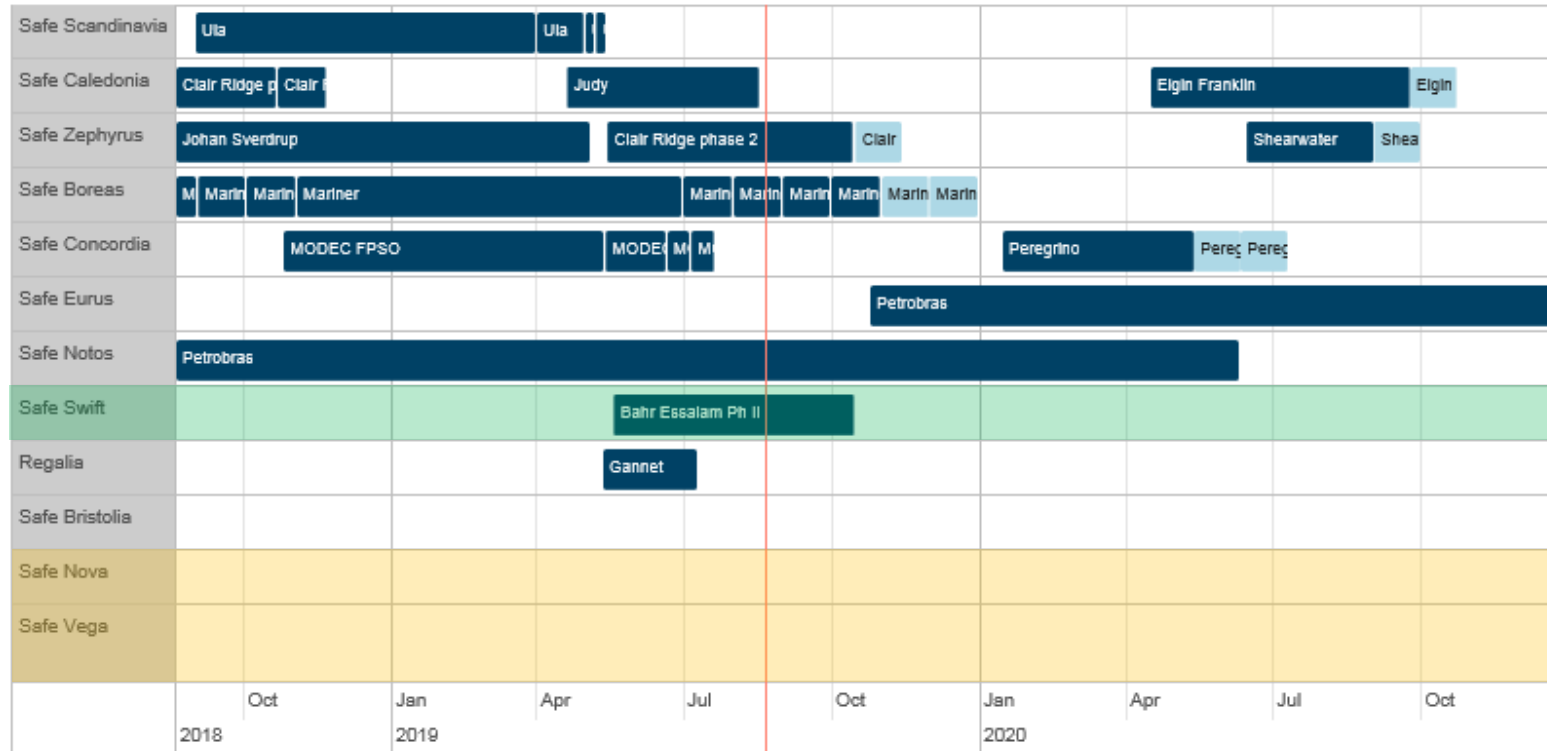 Safe Scandinavia
Ula
Ula
Safe Caledonia
Clair Ridge p
Clair
Judy
Elgin Franklin
Elgin
Safe Zephyrus
Johan Sverdrup
Clair Ridge phase 2
Clair
Shearwater
Shea
Safe Boreas
M
Marin
Marin
Mariner
Marin
Marin
Marin
Marin
Marin
Marin
Safe Concordia
MODEC FPSO
MODEC
M
M
Peregrino
Pereg
Pereg
Safe Eurus
Petrobras
Safe Notos
Petrobras
Safe Swift
Bahr Essalam Ph II
Regalia
Gannet
Safe Bristolia
Safe Nova
Safe Vega
Oct
Jan
Apr
Jul
Oct
Jan
Apr
Jul
Oct
2018
2019
2020